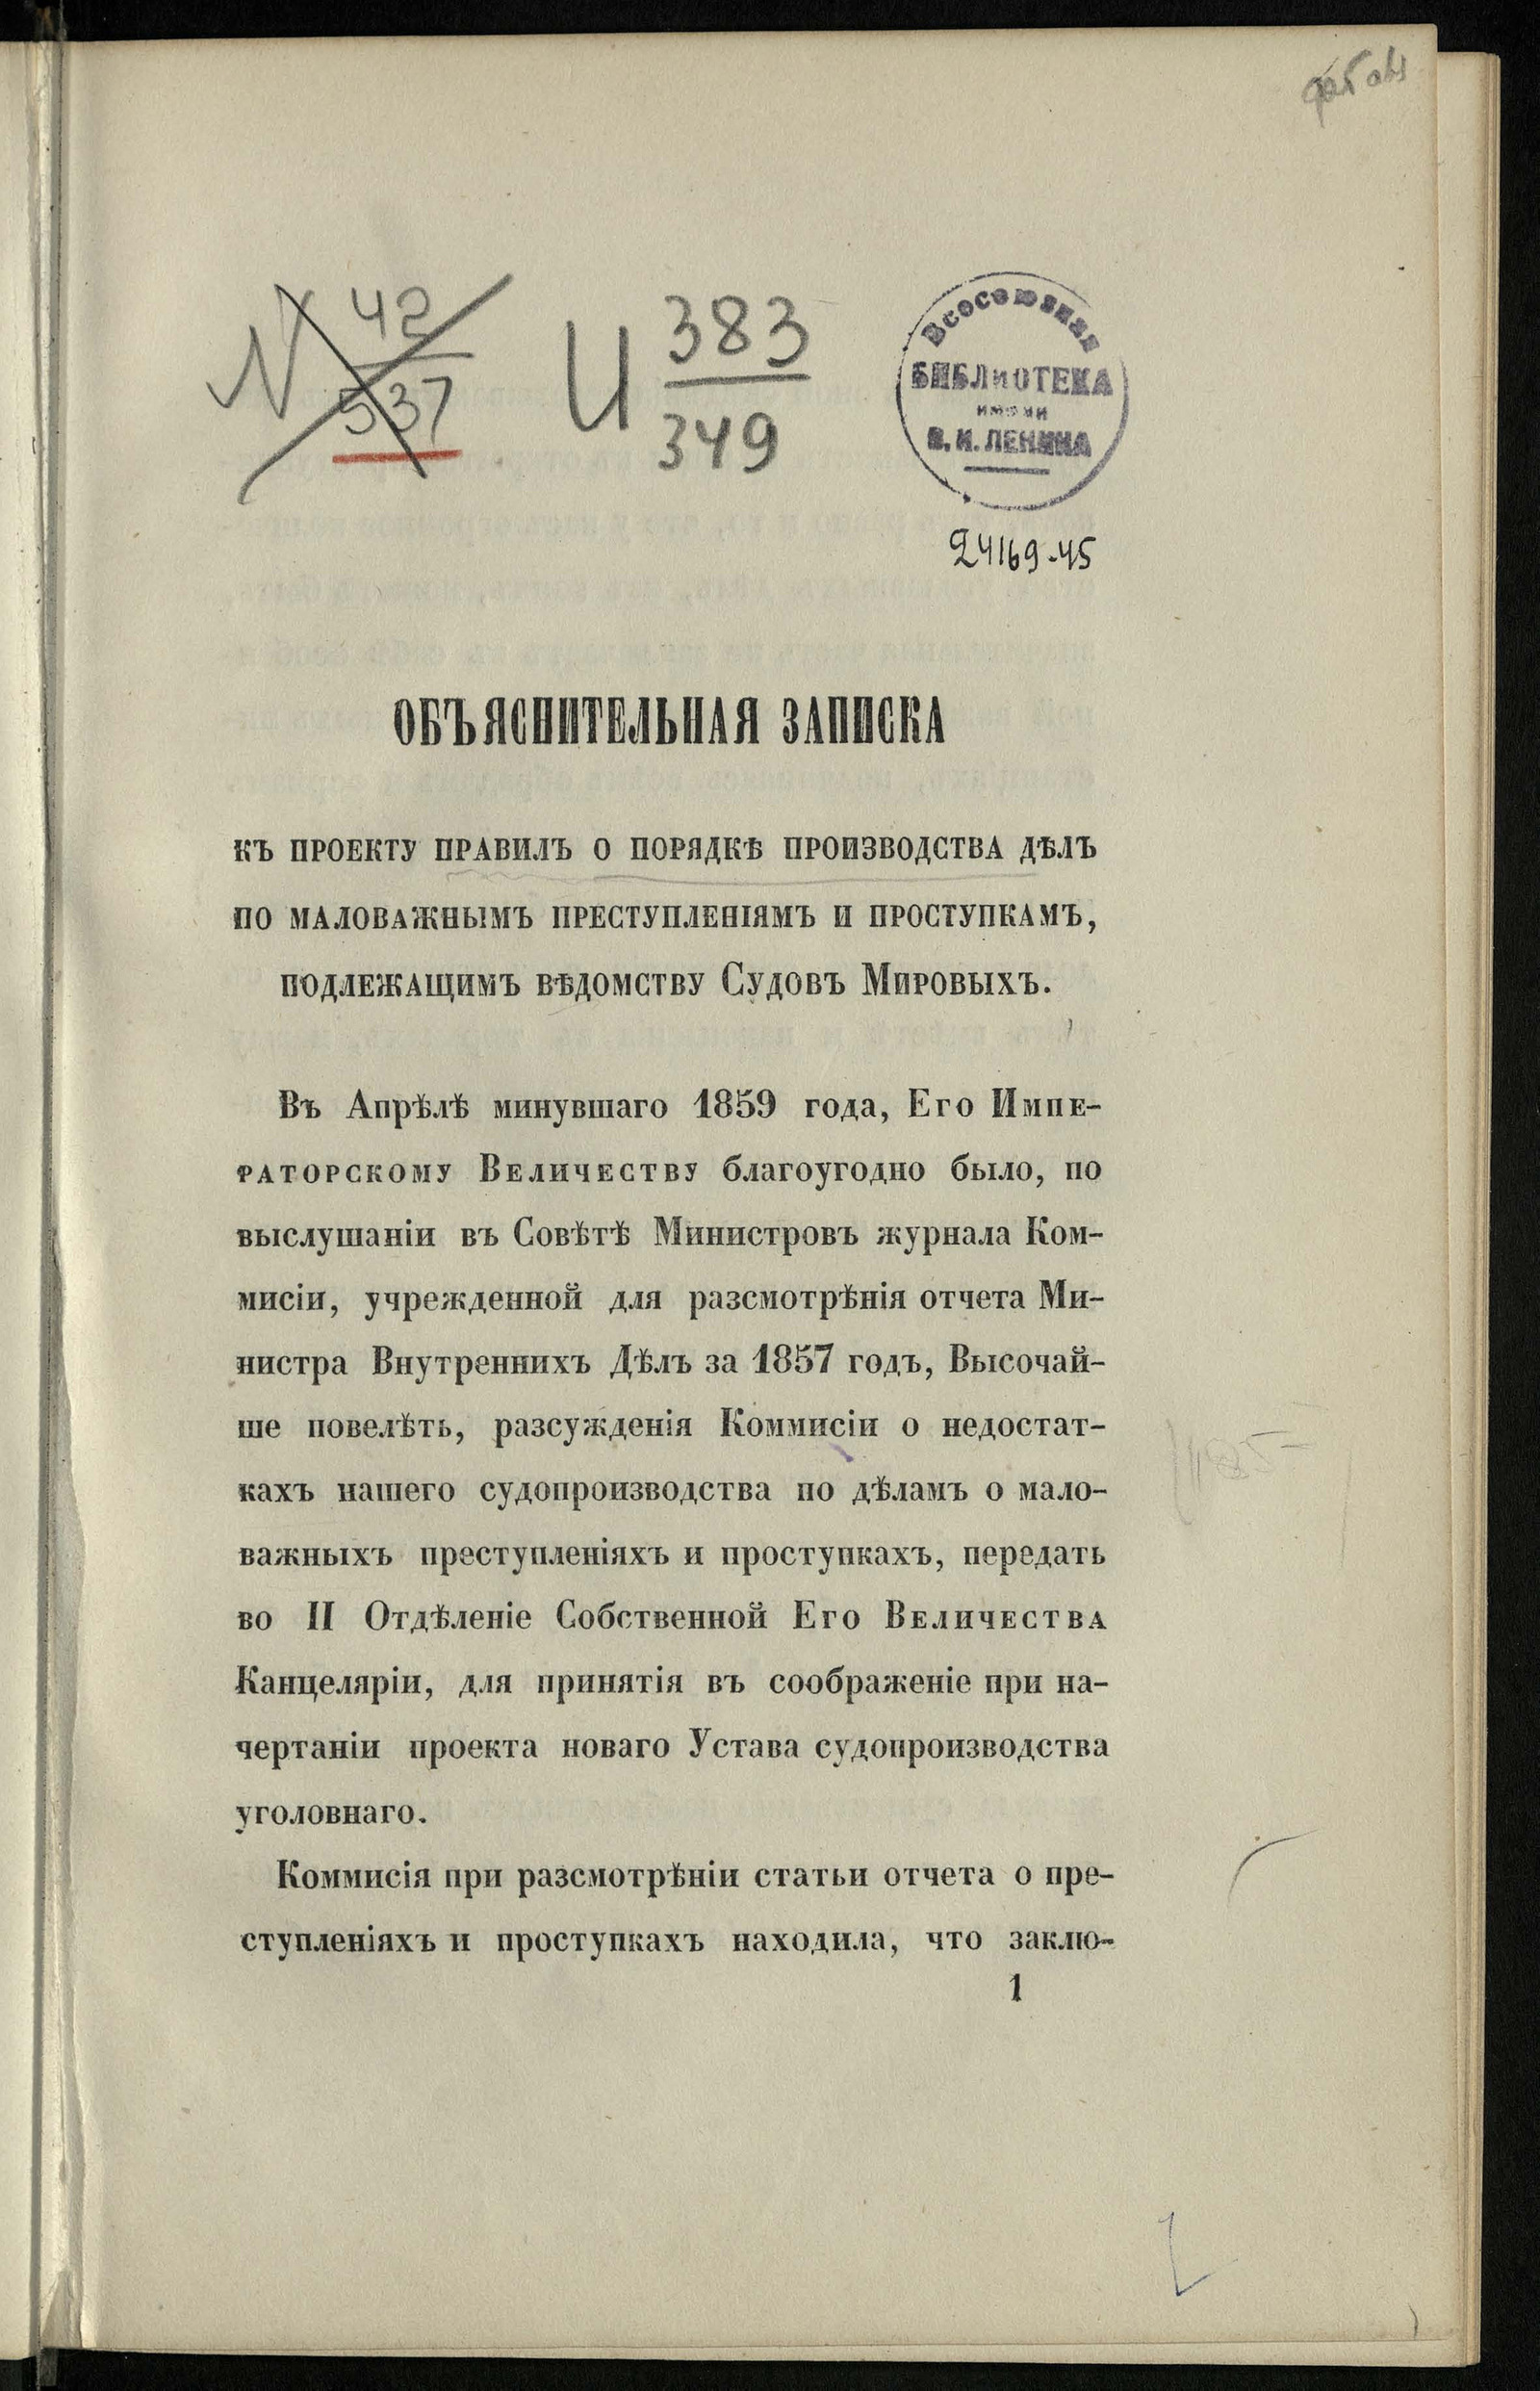 N 42
537
И 383
349
Всесоюзная
БИБЛИОТЕКА
имени
В. И. ЛЕНИНА
24169-45
ОБЪЯСНИТЕЛЬНАЯ ЗАПИСКА
КЪ ПРОЕКТУ ПРАВИЛЪ О ПОРЯДКѢ ПРОИЗВОДСТВА ДѢЛЪ
ПО МАЛОВАЖНЫМЪ ПРЕСТУПЛЕНІЯМЪ И ПРОСТУПКАМЪ,
ПОДЛЕЖАЩИМЪ ВѢДОМСТВУ СУДОВЪ МИРОВЫХЪ.
Въ Апрѣлѣ минувшаго 1859 года, Его Импе-
РАТОРСКОМУ ВЕЛИЧЕСТВУ благоугодно было, по
выслушаніи въ Совѣтѣ Министровъ журнала Ком-
мисіи, учрежденной для разсмотрѣнія отчета Ми-
нистра Внутреннихъ Дѣлъ за 1857 годъ, Высочай-
ше повелѣть, разсужденія Коммисіи о недостат-
кахъ нашего судопроизводства по дѣламъ о мало-
важныхъ преступленіяхъ и проступкахъ, передать
во II Отдѣленіе Собственной Его ВЕЛИЧЕСТВА
Канцеляріи, для принятія въ соображеніе при на-
чертаніи проекта новаго Устава судопроизводства
уголовнаго.
Коммисія при разсмотрѣніи статьи отчета о пре-
ступленіяхъ и проступкахъ находила, что заклю-
1